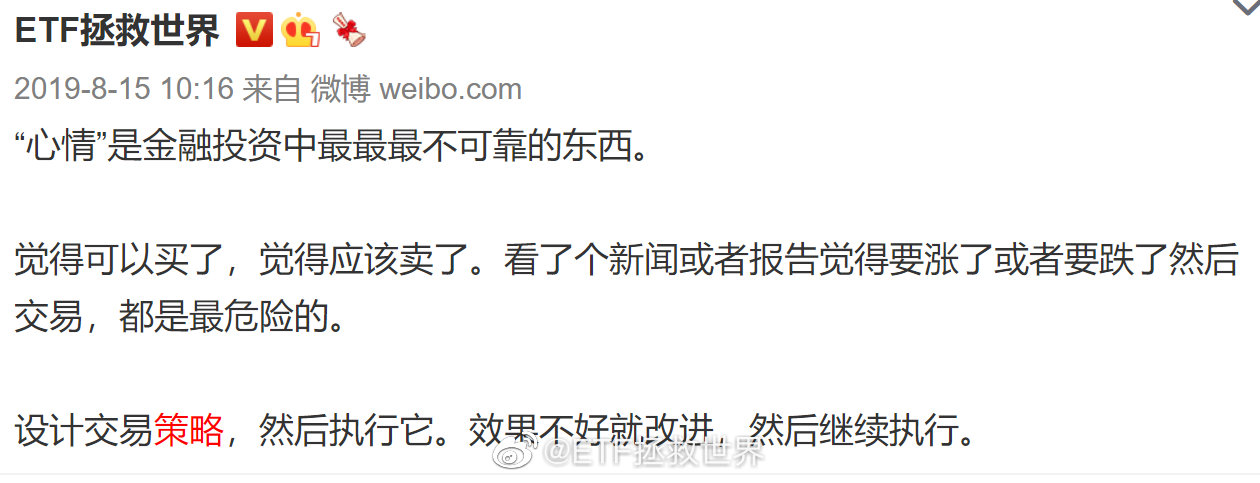 ETF拯救世界
2019-8-15 10:16 来自 微博 weibo.com
“心情”是金融投资中最最最不可靠的东西。
觉得可以买了，觉得应该卖了。看了个新闻或者报告觉得要涨了或者要跌了然后
交易，都是最危险的。
设计交易策略，然后执行它。效果不好就改进，然后继续执行。
@ETF拯救世界